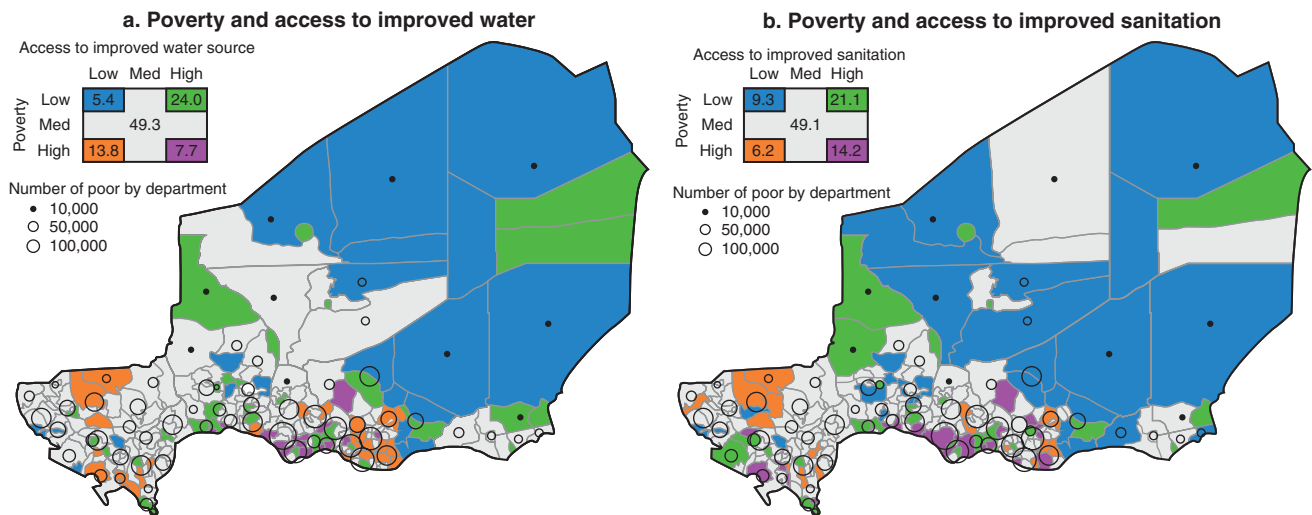 a. Poverty and access to improved water
Access to improved water source
Low Med High
Poverty
Low 5.4 24.0
Med 49.3
High 13.8 7.7
Number of poor by department
10,000
50,000
100,000
b. Poverty and access to improved sanitation
Access to improved sanitation
Low Med High
Poverty
Low 9.3 21.1
Med 49.1
High 6.2 14.2
Number of poor by department
10,000
50,000
100,000